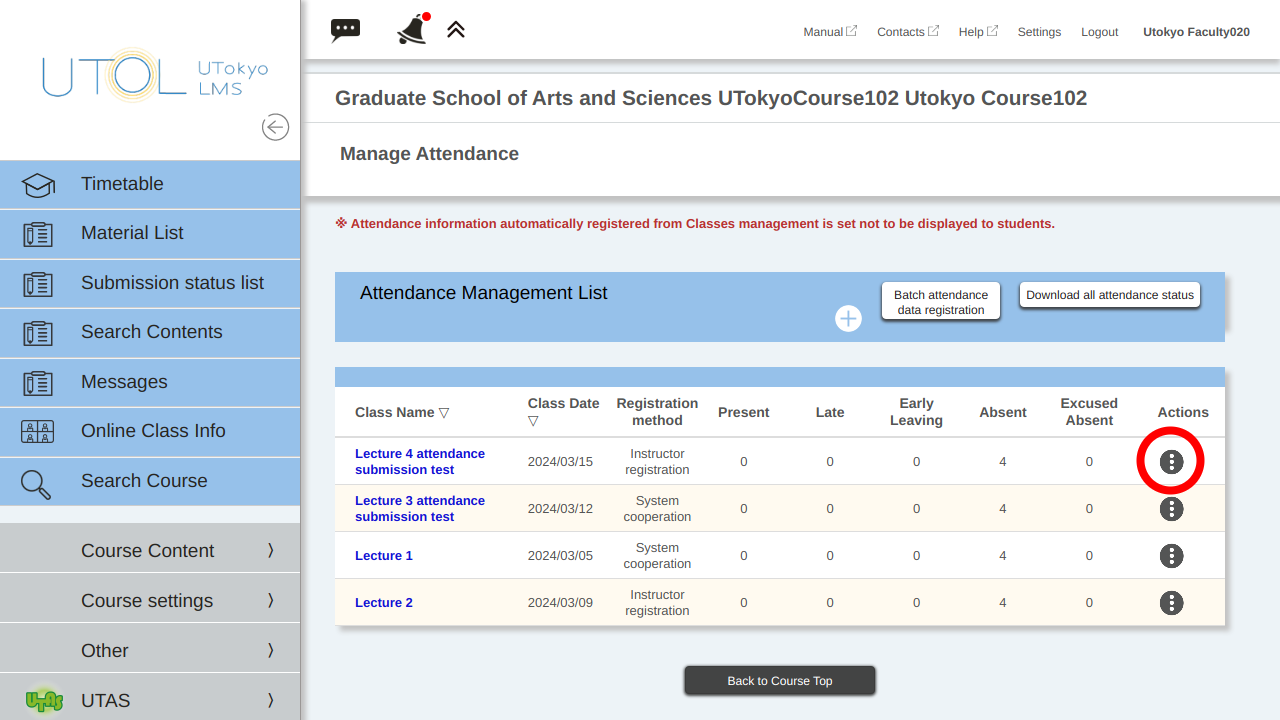 UTOL UTokyo LMS
Manual Contacts Help Settings Logout Utokyo Faculty020
Graduate School of Arts and Sciences UTokyoCourse102 Utokyo Course102
Manage Attendance
※ Attendance information automatically registered from Classes management is set not to be displayed to students.
Timetable
Material List
Submission status list
Search Contents
Messages
Online Class Info
Search Course
Course Content 〉
Course settings 〉
Other 〉
UTAS UTAS 〉
Attendance Management List
Batch attendance
data registration
Download all attendance status
Class Name ▽ Class Date ▽ Registration method Present Late Early Leaving Absent Excused Absent Actions
Lecture 4 attendance submission test 2024/03/15 Instructor registration 0 0 0 4 0
Lecture 3 attendance submission test 2024/03/12 System cooperation 0 0 0 4 0
Lecture 1 2024/03/05 System cooperation 0 0 0 4 0
Lecture 2 2024/03/09 Instructor registration 0 0 0 4 0
Back to Course Top